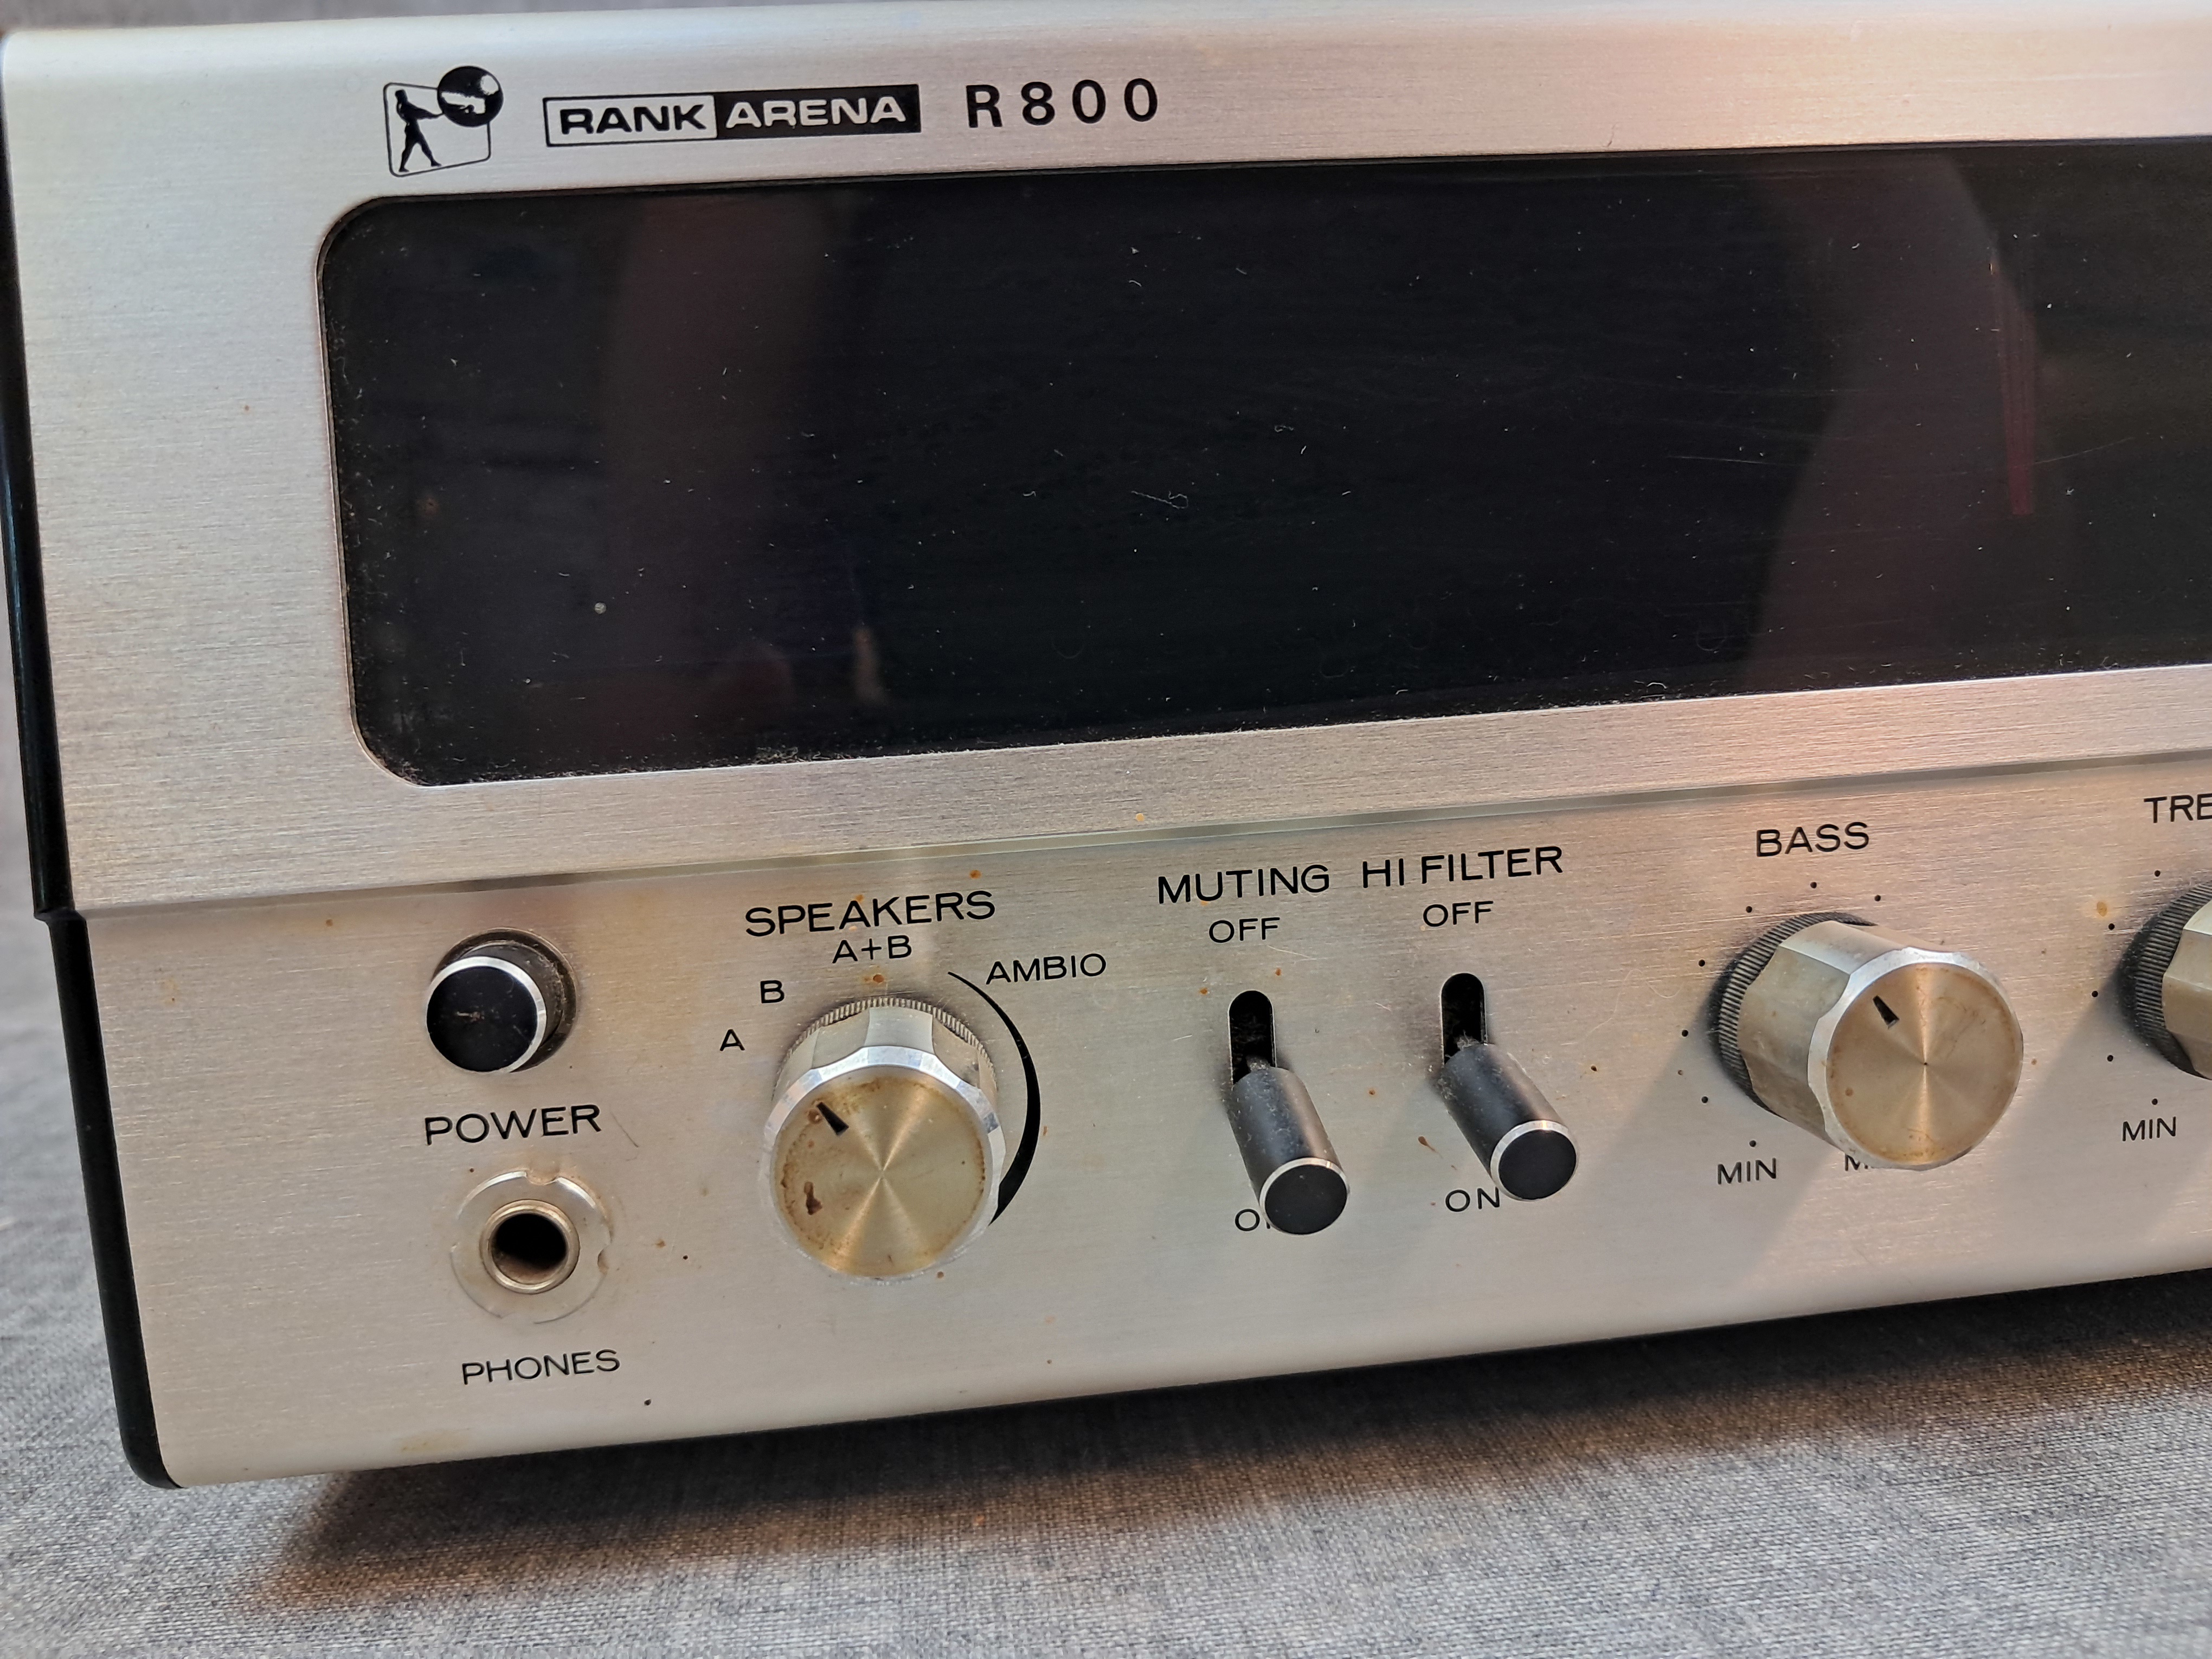 RANK ARENA R800
SPEAKERS
A+B
B
A
AMBIO
MUTING
OFF
HI FILTER
OFF
ON
BASS
MIN
MIN
POWER
PHONES